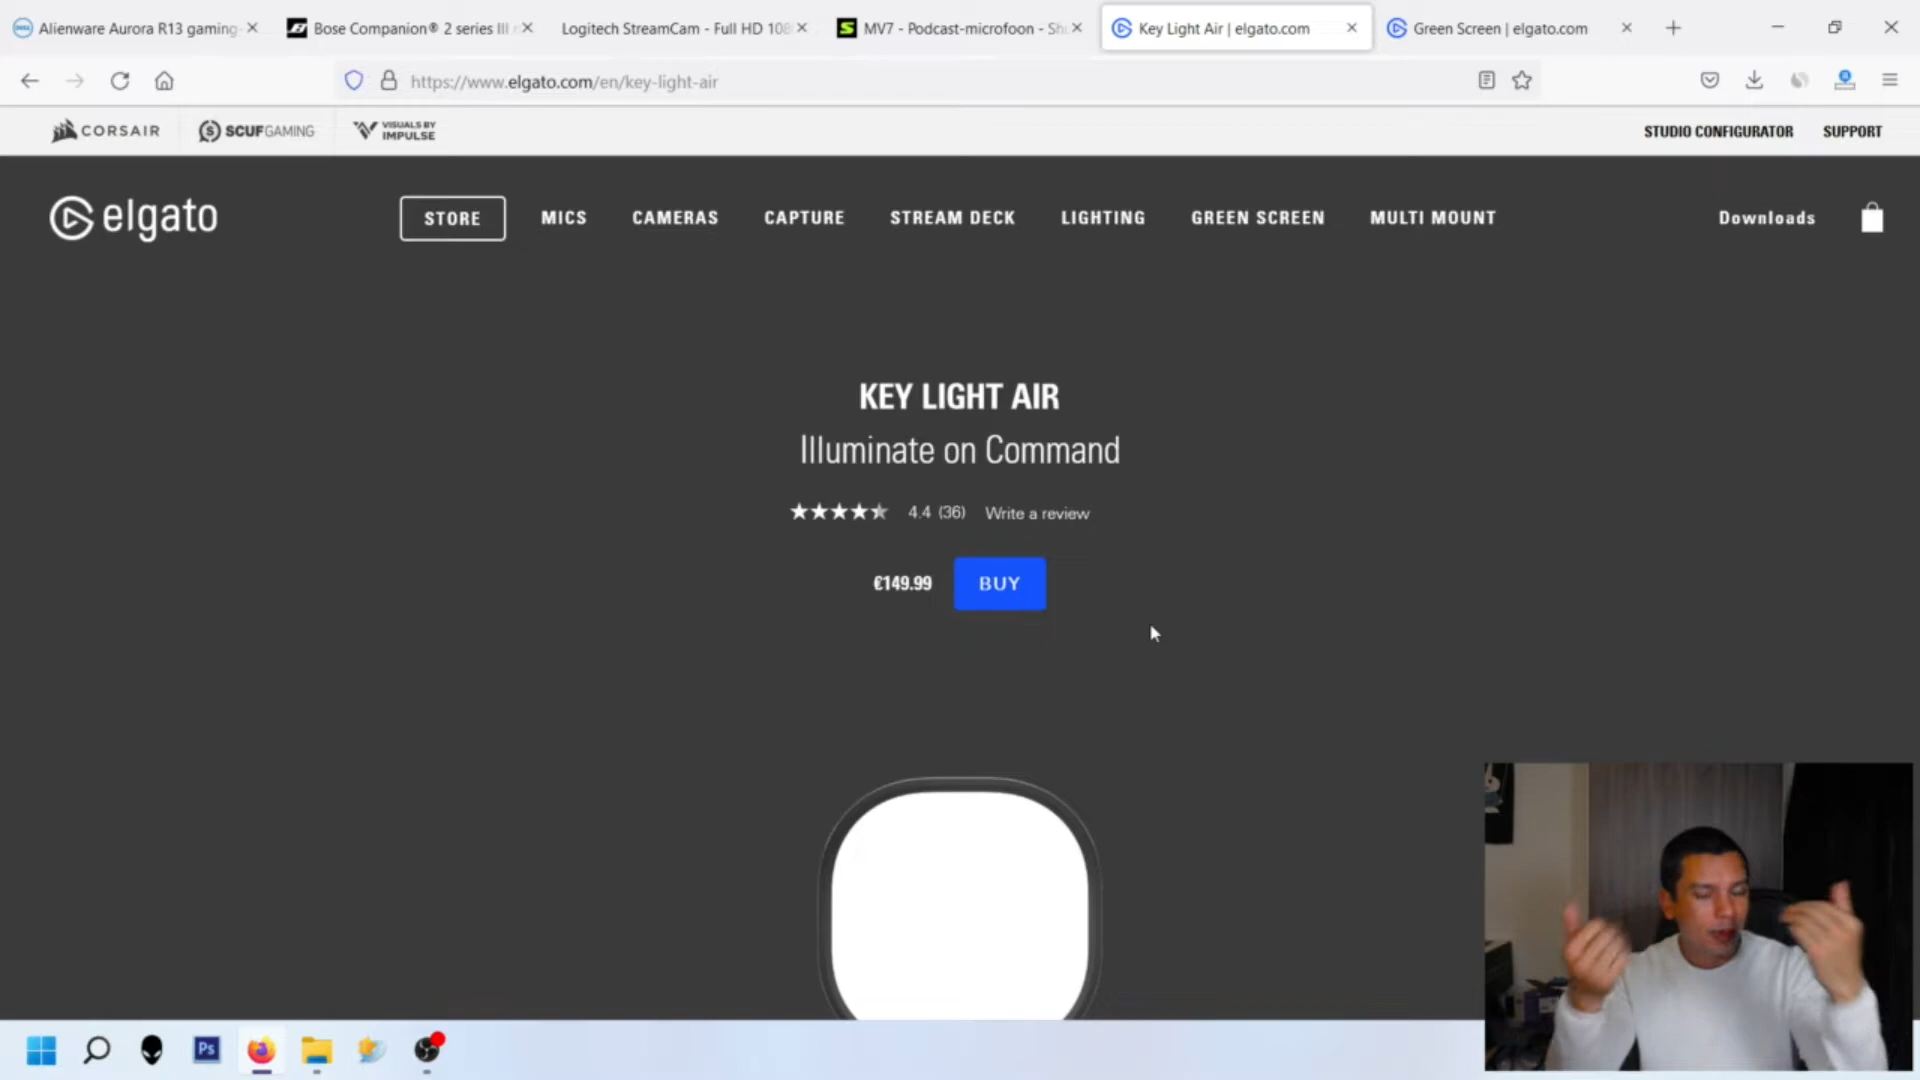 Alienware Aurora R13 gaming-
Bose Companion® 2 series III
Logitech StreamCam - Full HD 108
MV7 - Podcast-microfoon - Sh
Key Light Air | elgato.com
Green Screen | elgato.com
https://www.elgato.com/en/key-light-air
CORSAIR
SCUFGAMING
VISUALS BY
IMPULSE
STUDIO CONFIGURATOR
SUPPORT
elgato
STORE
MICS
CAMERAS
CAPTURE
STREAM DECK
LIGHTING
GREEN SCREEN
MULTI MOUNT
Downloads
KEY LIGHT AIR
Illuminate on Command
4.4 (36) Write a review
€149.99
BUY
Ps